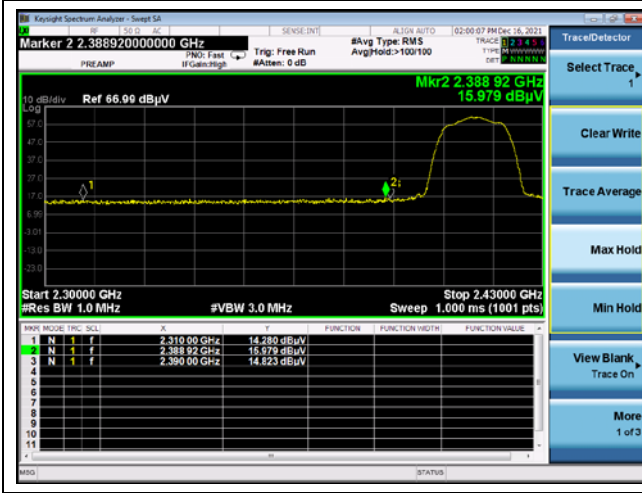 Keysight Spectrum Analyzer - Swept SA
RF 50 Ω AC SENSE:INT ALIGN AUTO 02:00:07 PM Dec 16, 2021
Marker 2 2.388920000000 GHz
PREAMP
PNO: Fast
IFGain:High
Trig: Free Run
#Atten: 0 dB
#Avg Type: RMS
Avg|Hold:>100/100
TRACE 1 2 3 4 5
TYPE
DET P N N N N
Mkr2 2.388 92 GHz
15.979 dBµV
10 dB/div Ref 66.99 dBµV
Log
57.0
47.0
37.0
27.0
17.0
6.99
-3.01
-13.0
-23.0
1
2
Start 2.30000 GHz Stop 2.43000 GHz
#Res BW 1.0 MHz #VBW 3.0 MHz Sweep 1.000 ms (1001 pts)
MKR MODE TRC SCL X Y FUNCTION FUNCTION WIDTH FUNCTION VALUE
1 N 1 f 2.310 00 GHz 14.280 dBµV
2 N 1 f 2.388 92 GHz 15.979 dBµV
3 N 1 f 2.390 00 GHz 14.823 dBµV
4
5
6
7
8
9
10
11
MSG STATUS
Trace/Detector
Select Trace
1
Clear Write
Trace Average
Max Hold
Min Hold
View Blank
Trace On
More
1 of 3